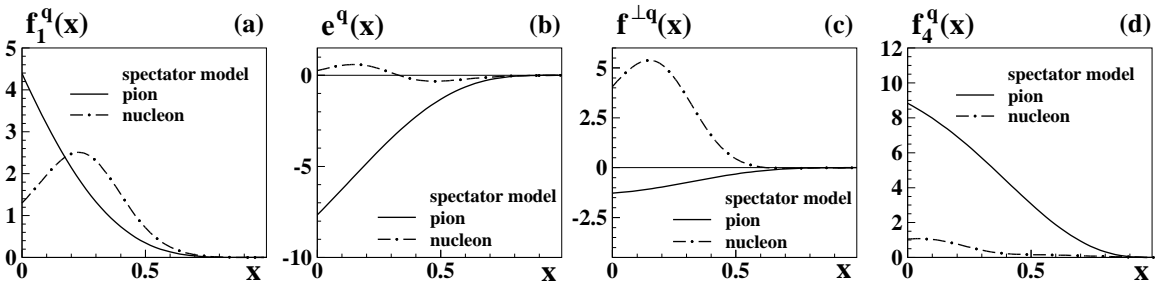 f₁^q(x) (a)
5
4
3
2
1
0
0 0.5 x
spectator model
pion
nucleon
e^q(x) (b)
0
-5
-10
0 0.5 x
spectator model
pion
nucleon
f^⊥q(x) (c)
5
2.5
0
-2.5
0 0.5 x
spectator model
pion
nucleon
f₄^q(x) (d)
12
10
8
6
4
2
0
0 0.5 x
spectator model
pion
nucleon